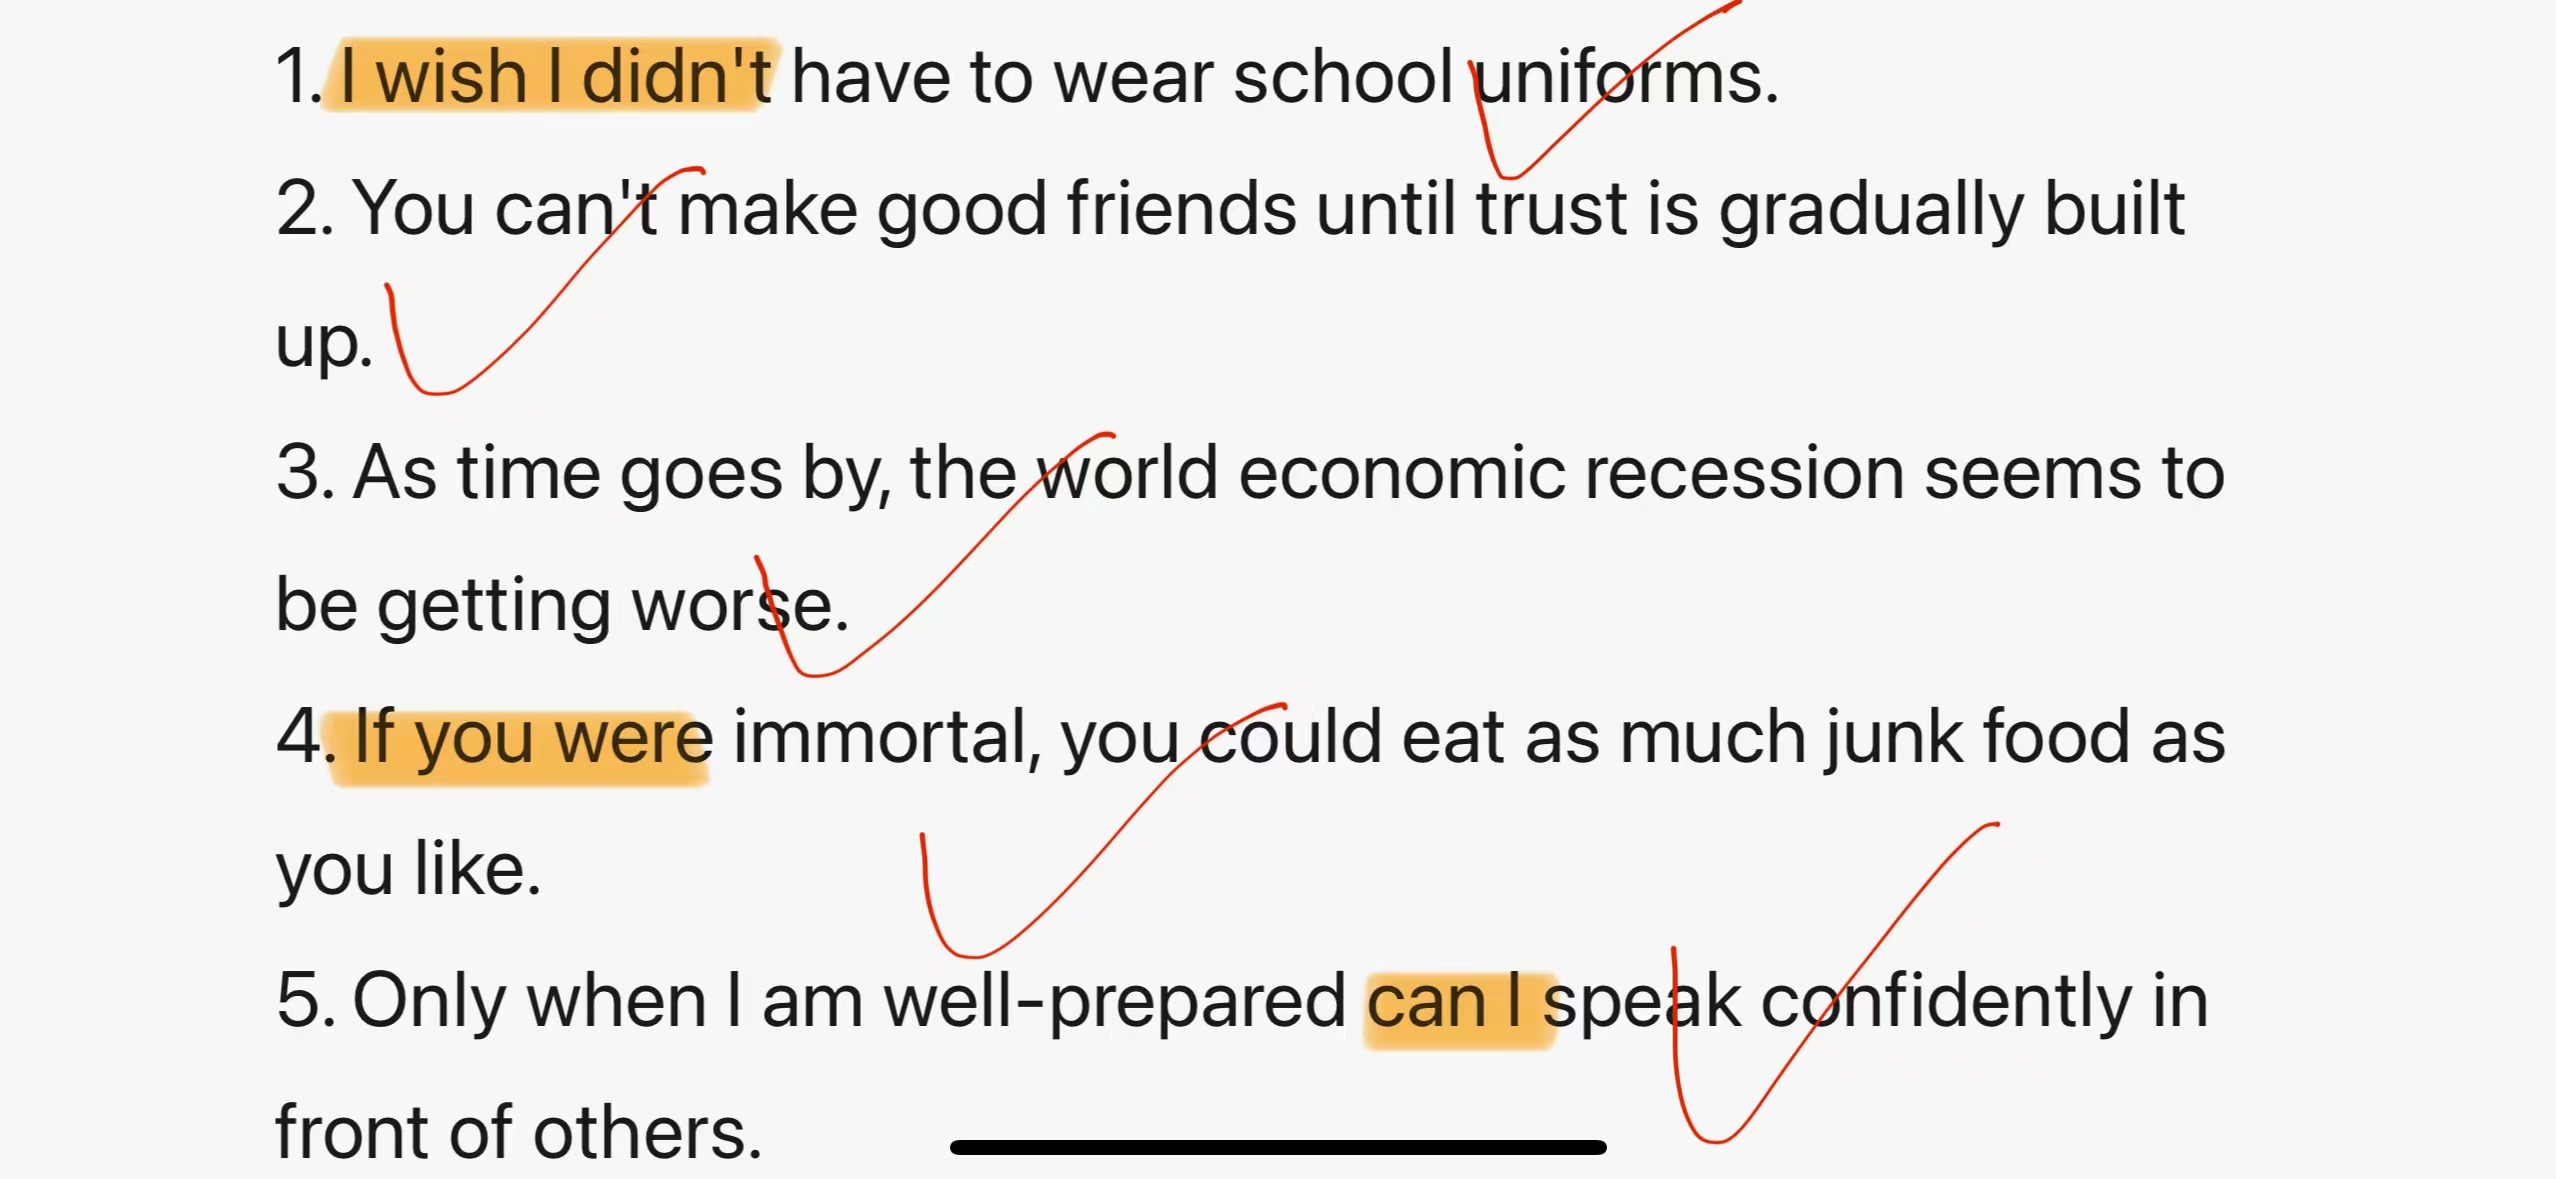 1. I wish I didn't have to wear school uniforms.
2. You can't make good friends until trust is gradually built
up.
3. As time goes by, the world economic recession seems to
be getting worse.
4. If you were immortal, you could eat as much junk food as
you like.
5. Only when I am well-prepared can I speak confidently in
front of others.